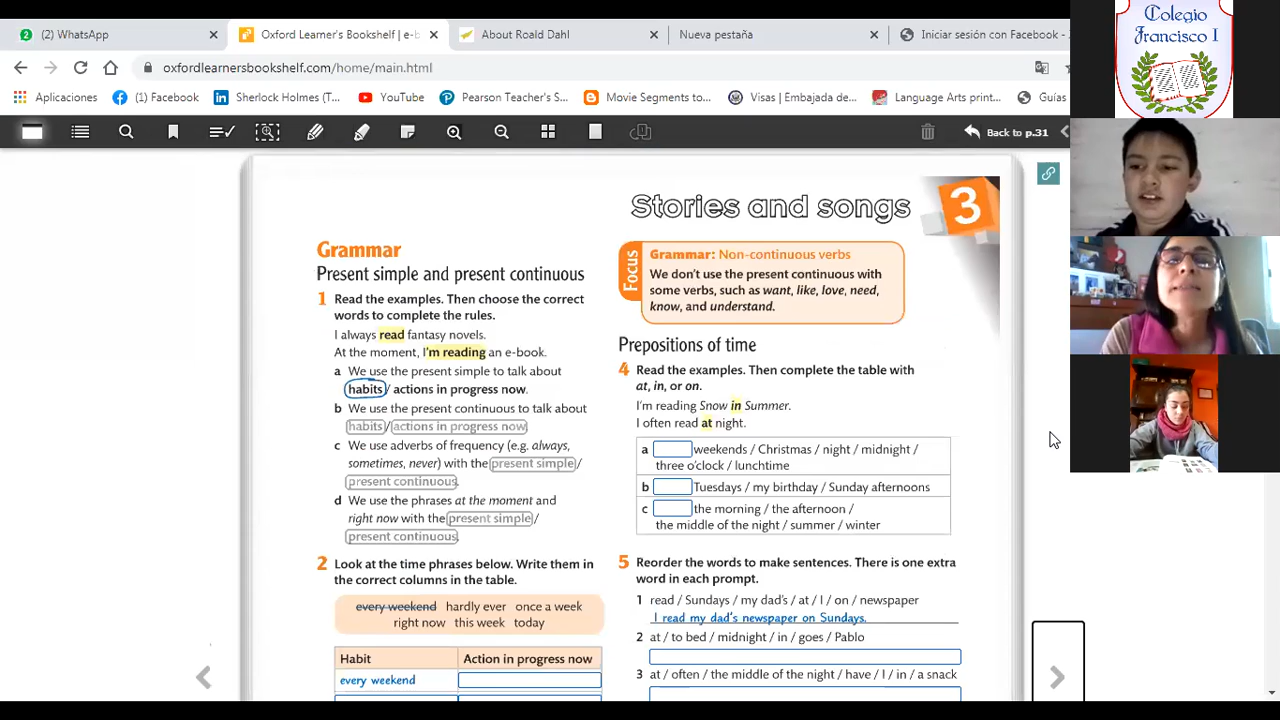 (2) WhatsApp
Oxford Learner's Bookshelf | e-b
About Roald Dahl
Nueva pestaña
Iniciar sesión con Facebook -
oxfordlearnersbookshelf.com/home/main.html
Aplicaciones
(1) Facebook
Sherlock Holmes (T...
YouTube
Pearson Teacher's S...
Movie Segments to...
Visas | Embajada de...
Language Arts print...
Guías
Back to p.31
Colegio
Francisco I
Stories and songs
3
Grammar
Present simple and present continuous
1 Read the examples. Then choose the correct
words to complete the rules.
I always read fantasy novels.
At the moment, I'm reading an e-book.
a We use the present simple to talk about
habits / actions in progress now.
b We use the present continuous to talk about
habits / actions in progress now.
c We use adverbs of frequency (e.g. always,
sometimes, never) with the present simple /
present continuous.
d We use the phrases at the moment and
right now with the present simple /
present continuous.
2 Look at the time phrases below. Write them in
the correct columns in the table.
every weekend hardly ever once a week
right now this week today
Habit Action in progress now
every weekend
Focus
Grammar: Non-continuous verbs
We don't use the present continuous with
some verbs, such as want, like, love, need,
know, and understand.
Prepositions of time
4 Read the examples. Then complete the table with
at, in, or on.
I'm reading Snow in Summer.
I often read at night.
a weekends / Christmas / night / midnight /
three o'clock / lunchtime
b Tuesdays / my birthday / Sunday afternoons
c the morning / the afternoon /
the middle of the night / summer / winter
5 Reorder the words to make sentences. There is one extra
word in each prompt.
1 read / Sundays / my dad's / at / I / on / newspaper
I read my dad's newspaper on Sundays.
2 at / to bed / midnight / in / goes / Pablo
3 at / often / the middle of the night / have / I / in / a snack